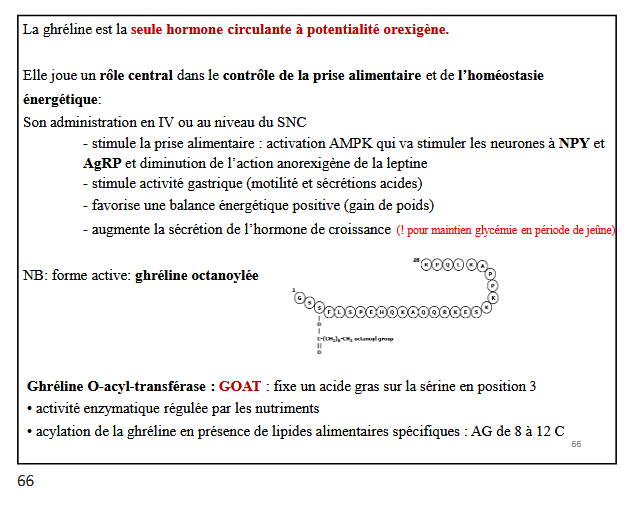 La ghréline est la seule hormone circulante à potentialité orexigène.
Elle joue un rôle central dans le contrôle de la prise alimentaire et de l'homéostasie
énergétique:
Son administration en IV ou au niveau du SNC
- stimule la prise alimentaire : activation AMPK qui va stimuler les neurones à NPY et
AgRP et diminution de l'action anorexigène de la leptine
- stimule activité gastrique (motilité et sécrétions acides)
- favorise une balance énergétique positive (gain de poids)
- augmente la sécrétion de l'hormone de croissance (! pour maintien glycémie en période de jeûne)
NB: forme active: ghréline octanoylée
28 R P Q L K A
P
P
K
1
G S S F L S P E H Q K A Q Q R K E S K
O
C-(CH2)6-CH3 octanoyl group
O
Ghréline O-acyl-transférase : GOAT : fixe un acide gras sur la sérine en position 3
• activité enzymatique régulée par les nutriments
• acylation de la ghréline en présence de lipides alimentaires spécifiques : AG de 8 à 12 C
66
66